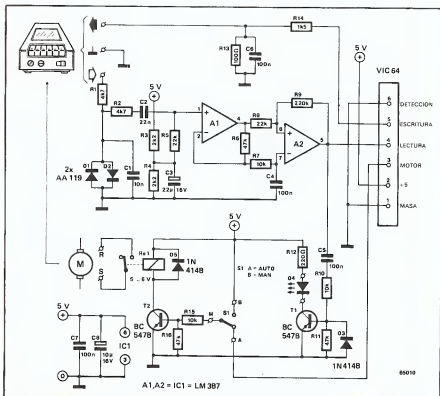 R14
1k5
R13
100Ω
C6
100n
VIC 64
R1
4k7
5 V
R2
4k7
C2
22n
R3
2k2
R5
22k
R4
2k2
C3
22µ
16V
A1
R8
22k
R9
220k
R6
47k
R7
10k
A2
C4
100n
2x
AA 119
D1
D2
C1
10n
6
DETECCION
5
ESCRITURA
4
LECTURA
3
MOTOR
2
+5
1
MASA
5 V
M
R
S
Re1
5...6V
D5
1N
4148
S1 A = AUTO
B = MAN
R12
220Ω
D4
C5
100n
R10
10k
T2
BC
547B
R15
10k
M
S1
B
A
R16
47k
T1
BC
547B
R11
47k
D3
1N4148
5 V
C7
100n
C8
10µ
16V
6
IC1
3
0
A1,A2 = IC1 = LM 387
65010